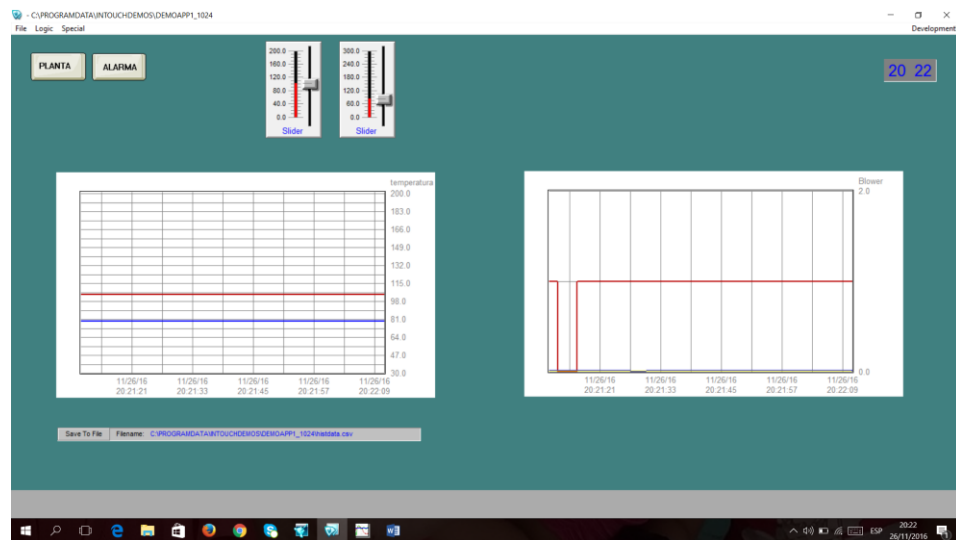 - C:\PROGRAMDATA\INTOUCHDEMOS\DEMOAPP1_1024
File Logic Special Development
PLANTA ALARMA
200.0
160.0
120.0
80.0
40.0
0.0
Slider
300.0
240.0
180.0
120.0
60.0
0.0
Slider
20 22
temperatura
200.0
183.0
166.0
149.0
132.0
115.0
98.0
81.0
64.0
47.0
30.0
11/26/16 11/26/16 11/26/16 11/26/16 11/26/16
20:21:21 20:21:33 20:21:45 20:21:57 20:22:09
Blower
2.0
0.0
11/26/16 11/26/16 11/26/16 11/26/16 11/26/16
20:21:21 20:21:33 20:21:45 20:21:57 20:22:09
Save To File Filename: C:\PROGRAMDATA\INTOUCHDEMOS\DEMOAPP1_1024\histdata.csv
ESP
20:22
26/11/2016